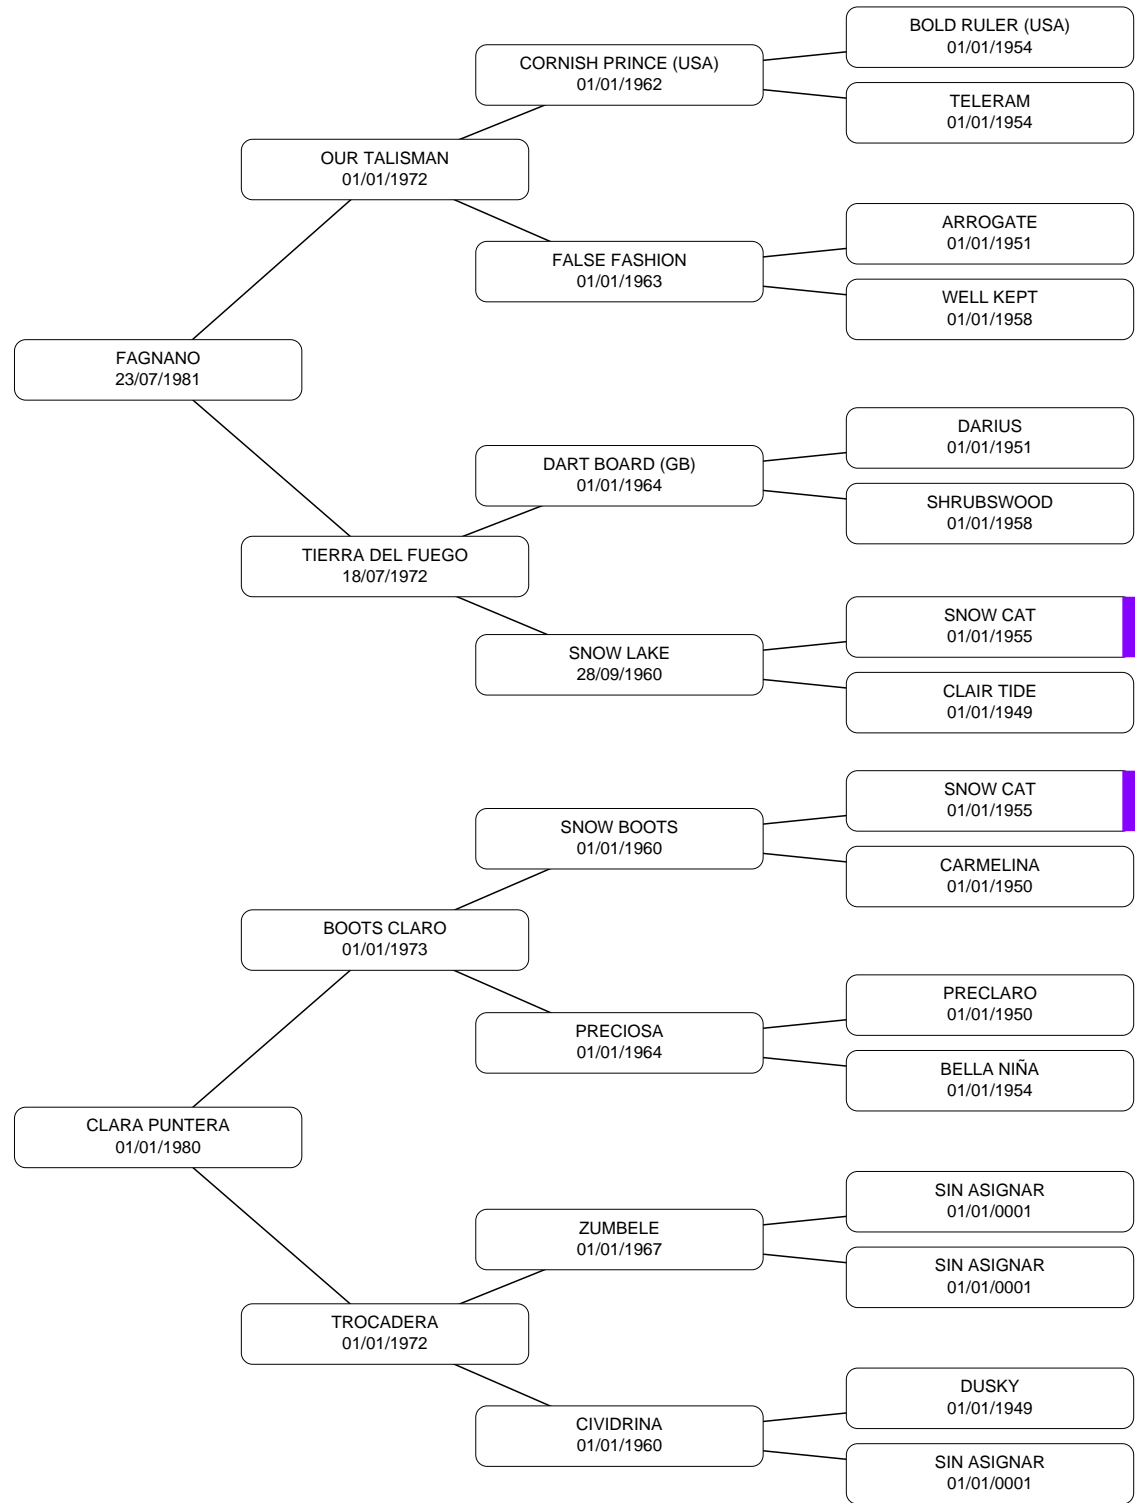 BOLD RULER (USA)
01/01/1954
CORNISH PRINCE (USA)
01/01/1962
TELERAM
01/01/1954
OUR TALISMAN
01/01/1972
ARROGATE
01/01/1951
FALSE FASHION
01/01/1963
WELL KEPT
01/01/1958
FAGNANO
23/07/1981
DARIUS
01/01/1951
DART BOARD (GB)
01/01/1964
SHRUBSWOOD
01/01/1958
TIERRA DEL FUEGO
18/07/1972
SNOW CAT
01/01/1955
SNOW LAKE
28/09/1960
CLAIR TIDE
01/01/1949
SNOW CAT
01/01/1955
SNOW BOOTS
01/01/1960
CARMELINA
01/01/1950
BOOTS CLARO
01/01/1973
PRECLARO
01/01/1950
PRECIOSA
01/01/1964
BELLA NIÑA
01/01/1954
CLARA PUNTERA
01/01/1980
SIN ASIGNAR
01/01/0001
ZUMBELE
01/01/1967
SIN ASIGNAR
01/01/0001
TROCADERA
01/01/1972
DUSKY
01/01/1949
CIVIDRINA
01/01/1960
SIN ASIGNAR
01/01/0001